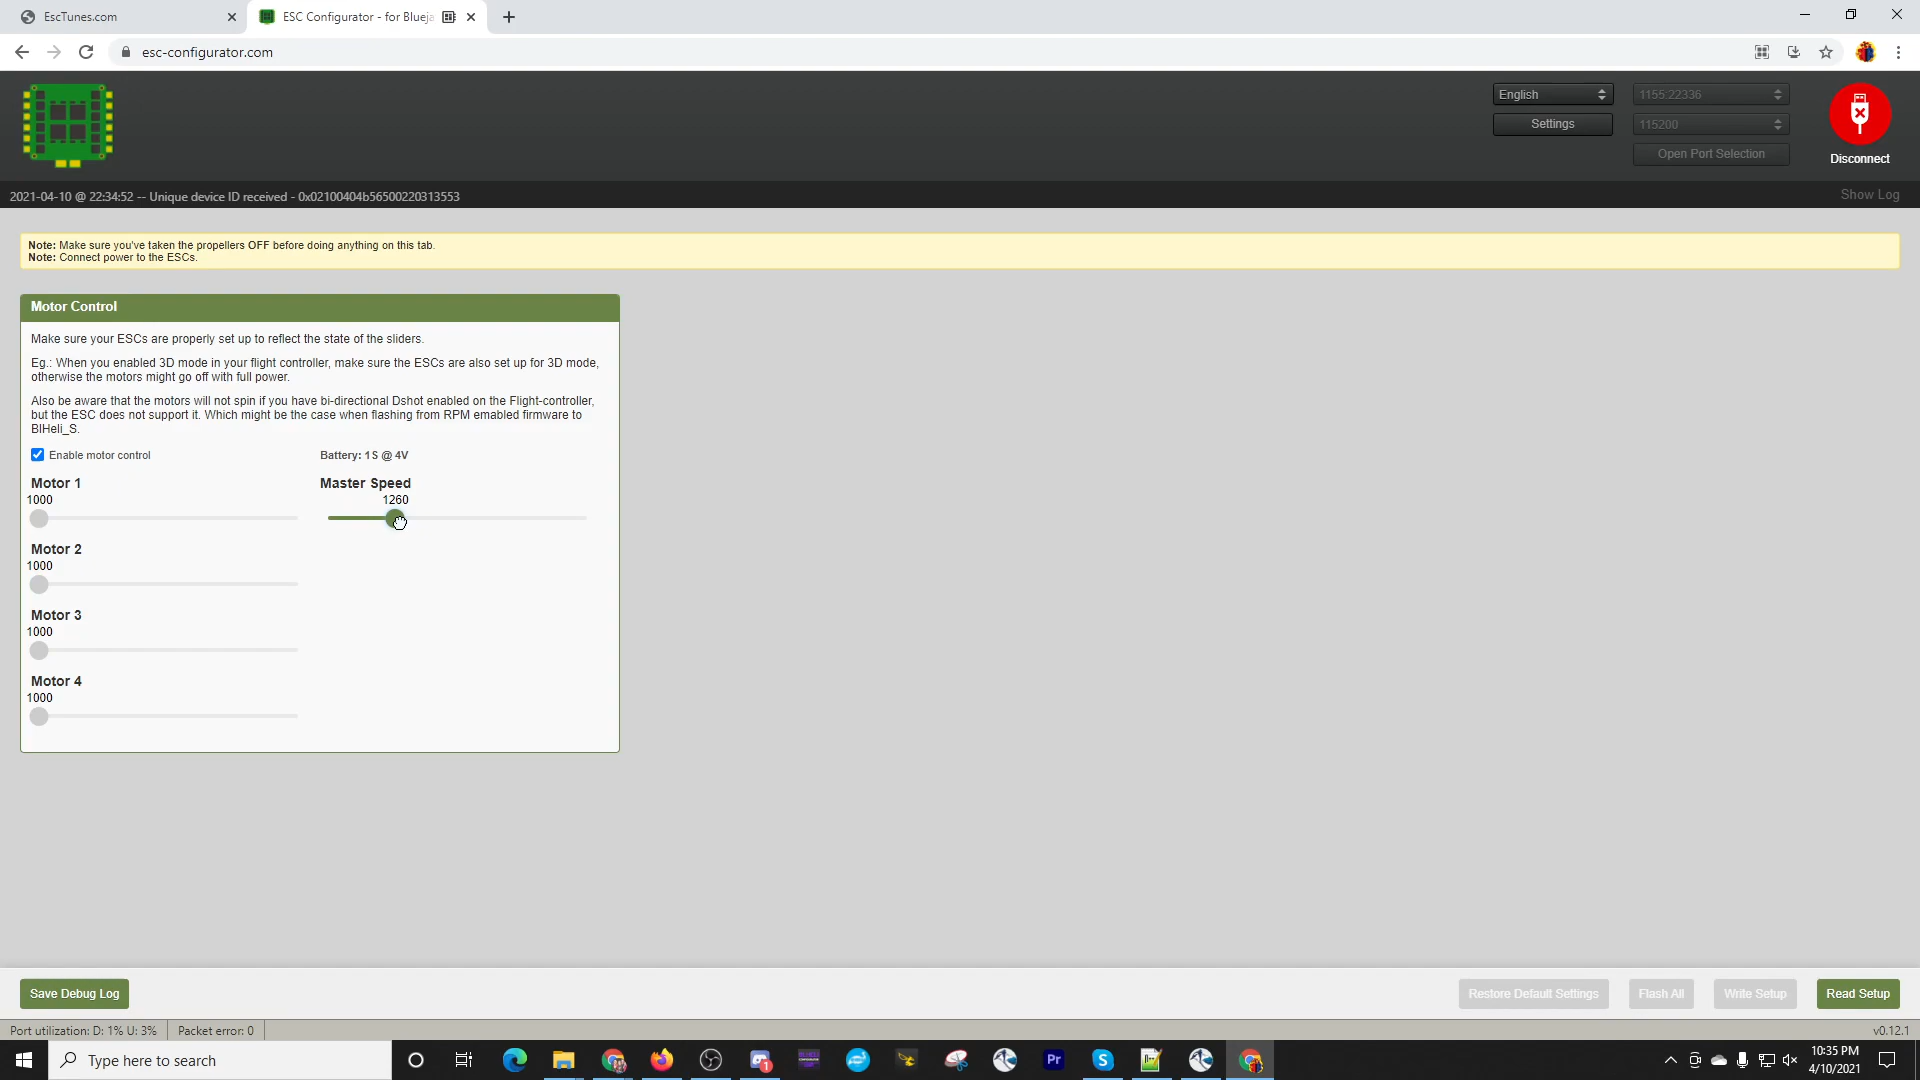 EscTunes.com
ESC Configurator - for Blueja
esc-configurator.com
English
1155:22336
Settings
115200
Open Port Selection
Disconnect
2021-04-10 @ 22:34:52 -- Unique device ID received - 0x02100404b56500220313553
Show Log
Note: Make sure you've taken the propellers OFF before doing anything on this tab.
Note: Connect power to the ESCs.
Motor Control
Make sure your ESCs are properly set up to reflect the state of the sliders.
Eg.: When you enabled 3D mode in your flight controller, make sure the ESCs are also set up for 3D mode,
otherwise the motors might go off with full power.
Also be aware that the motors will not spin if you have bi-directional Dshot enabled on the Flight-controller,
but the ESC does not support it. Which might be the case when flashing from RPM emabled firmware to
BlHeli_S.
Enable motor control
Battery: 1S @ 4V
Motor 1
1000
Master Speed
1260
Motor 2
1000
Motor 3
1000
Motor 4
1000
Save Debug Log
Restore Default Settings
Flash All
Write Setup
Read Setup
Port utilization: D: 1% U: 3%
Packet error: 0
v0.12.1
Type here to search
1
Pr
S
10:35 PM
4/10/2021